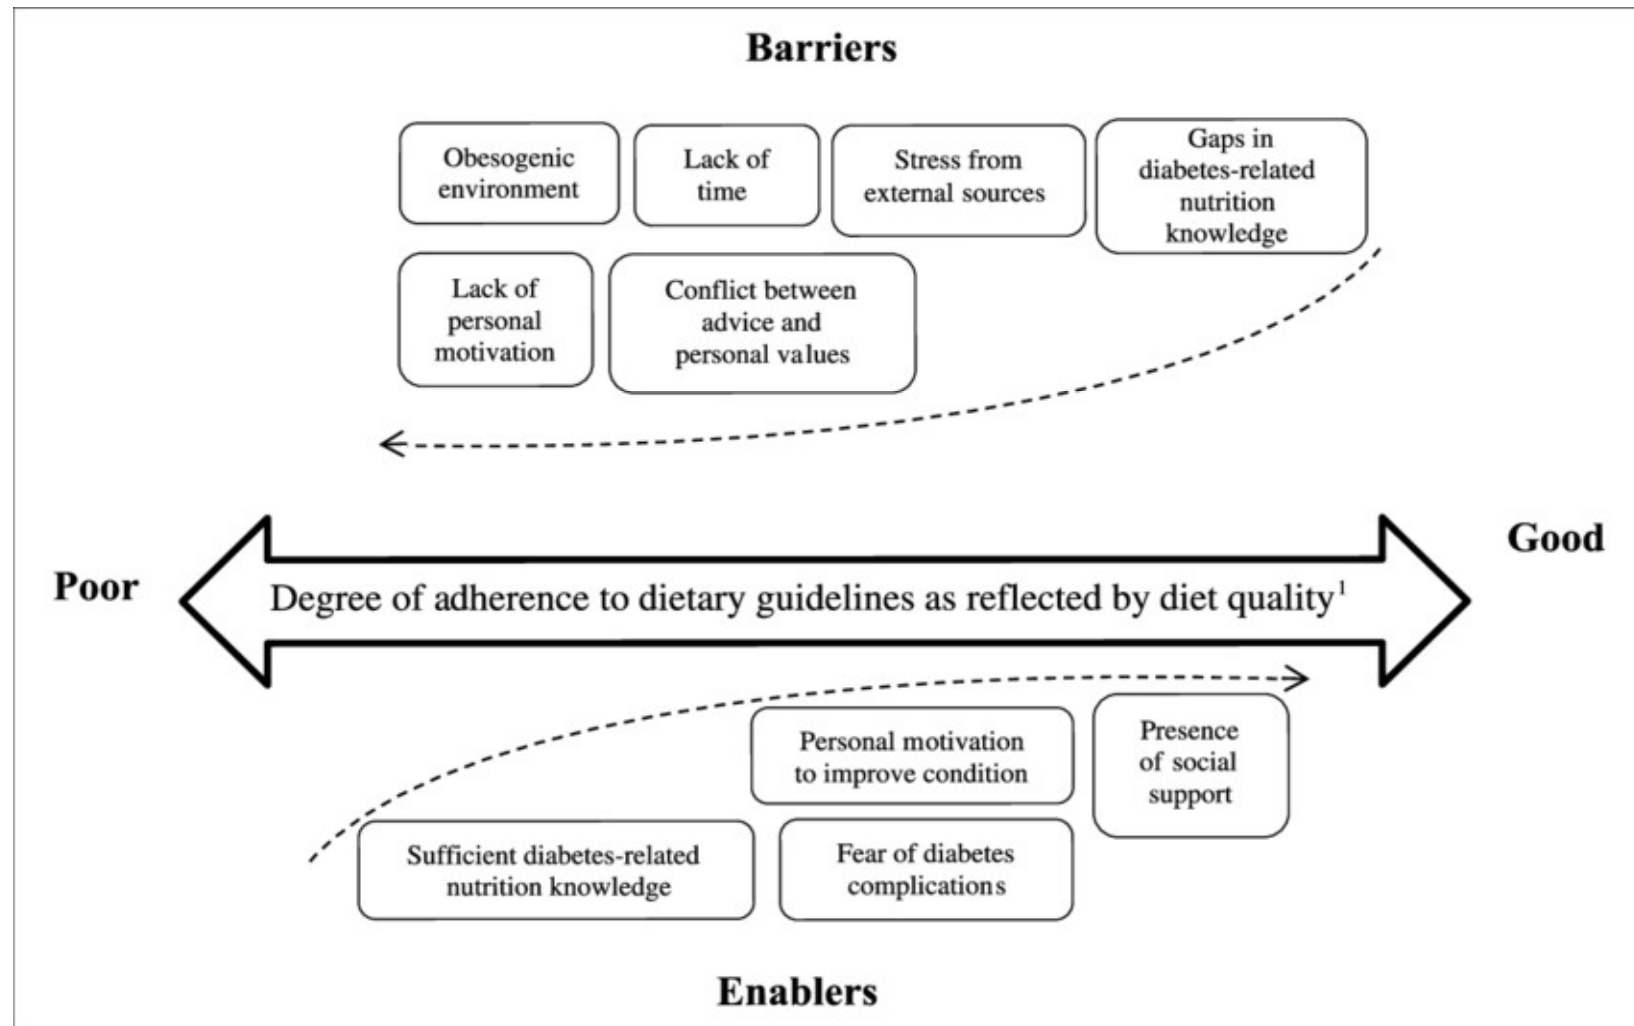 Barriers
Obesogenic
environment
Lack of
time
Stress from
external sources
Gaps in
diabetes-related
nutrition
knowledge
Lack of
personal
motivation
Conflict between
advice and
personal values
Poor
Degree of adherence to dietary guidelines as reflected by diet quality¹
Good
Personal motivation
to improve condition
Presence
of social
support
Sufficient diabetes-related
nutrition knowledge
Fear of diabetes
complications
Enablers